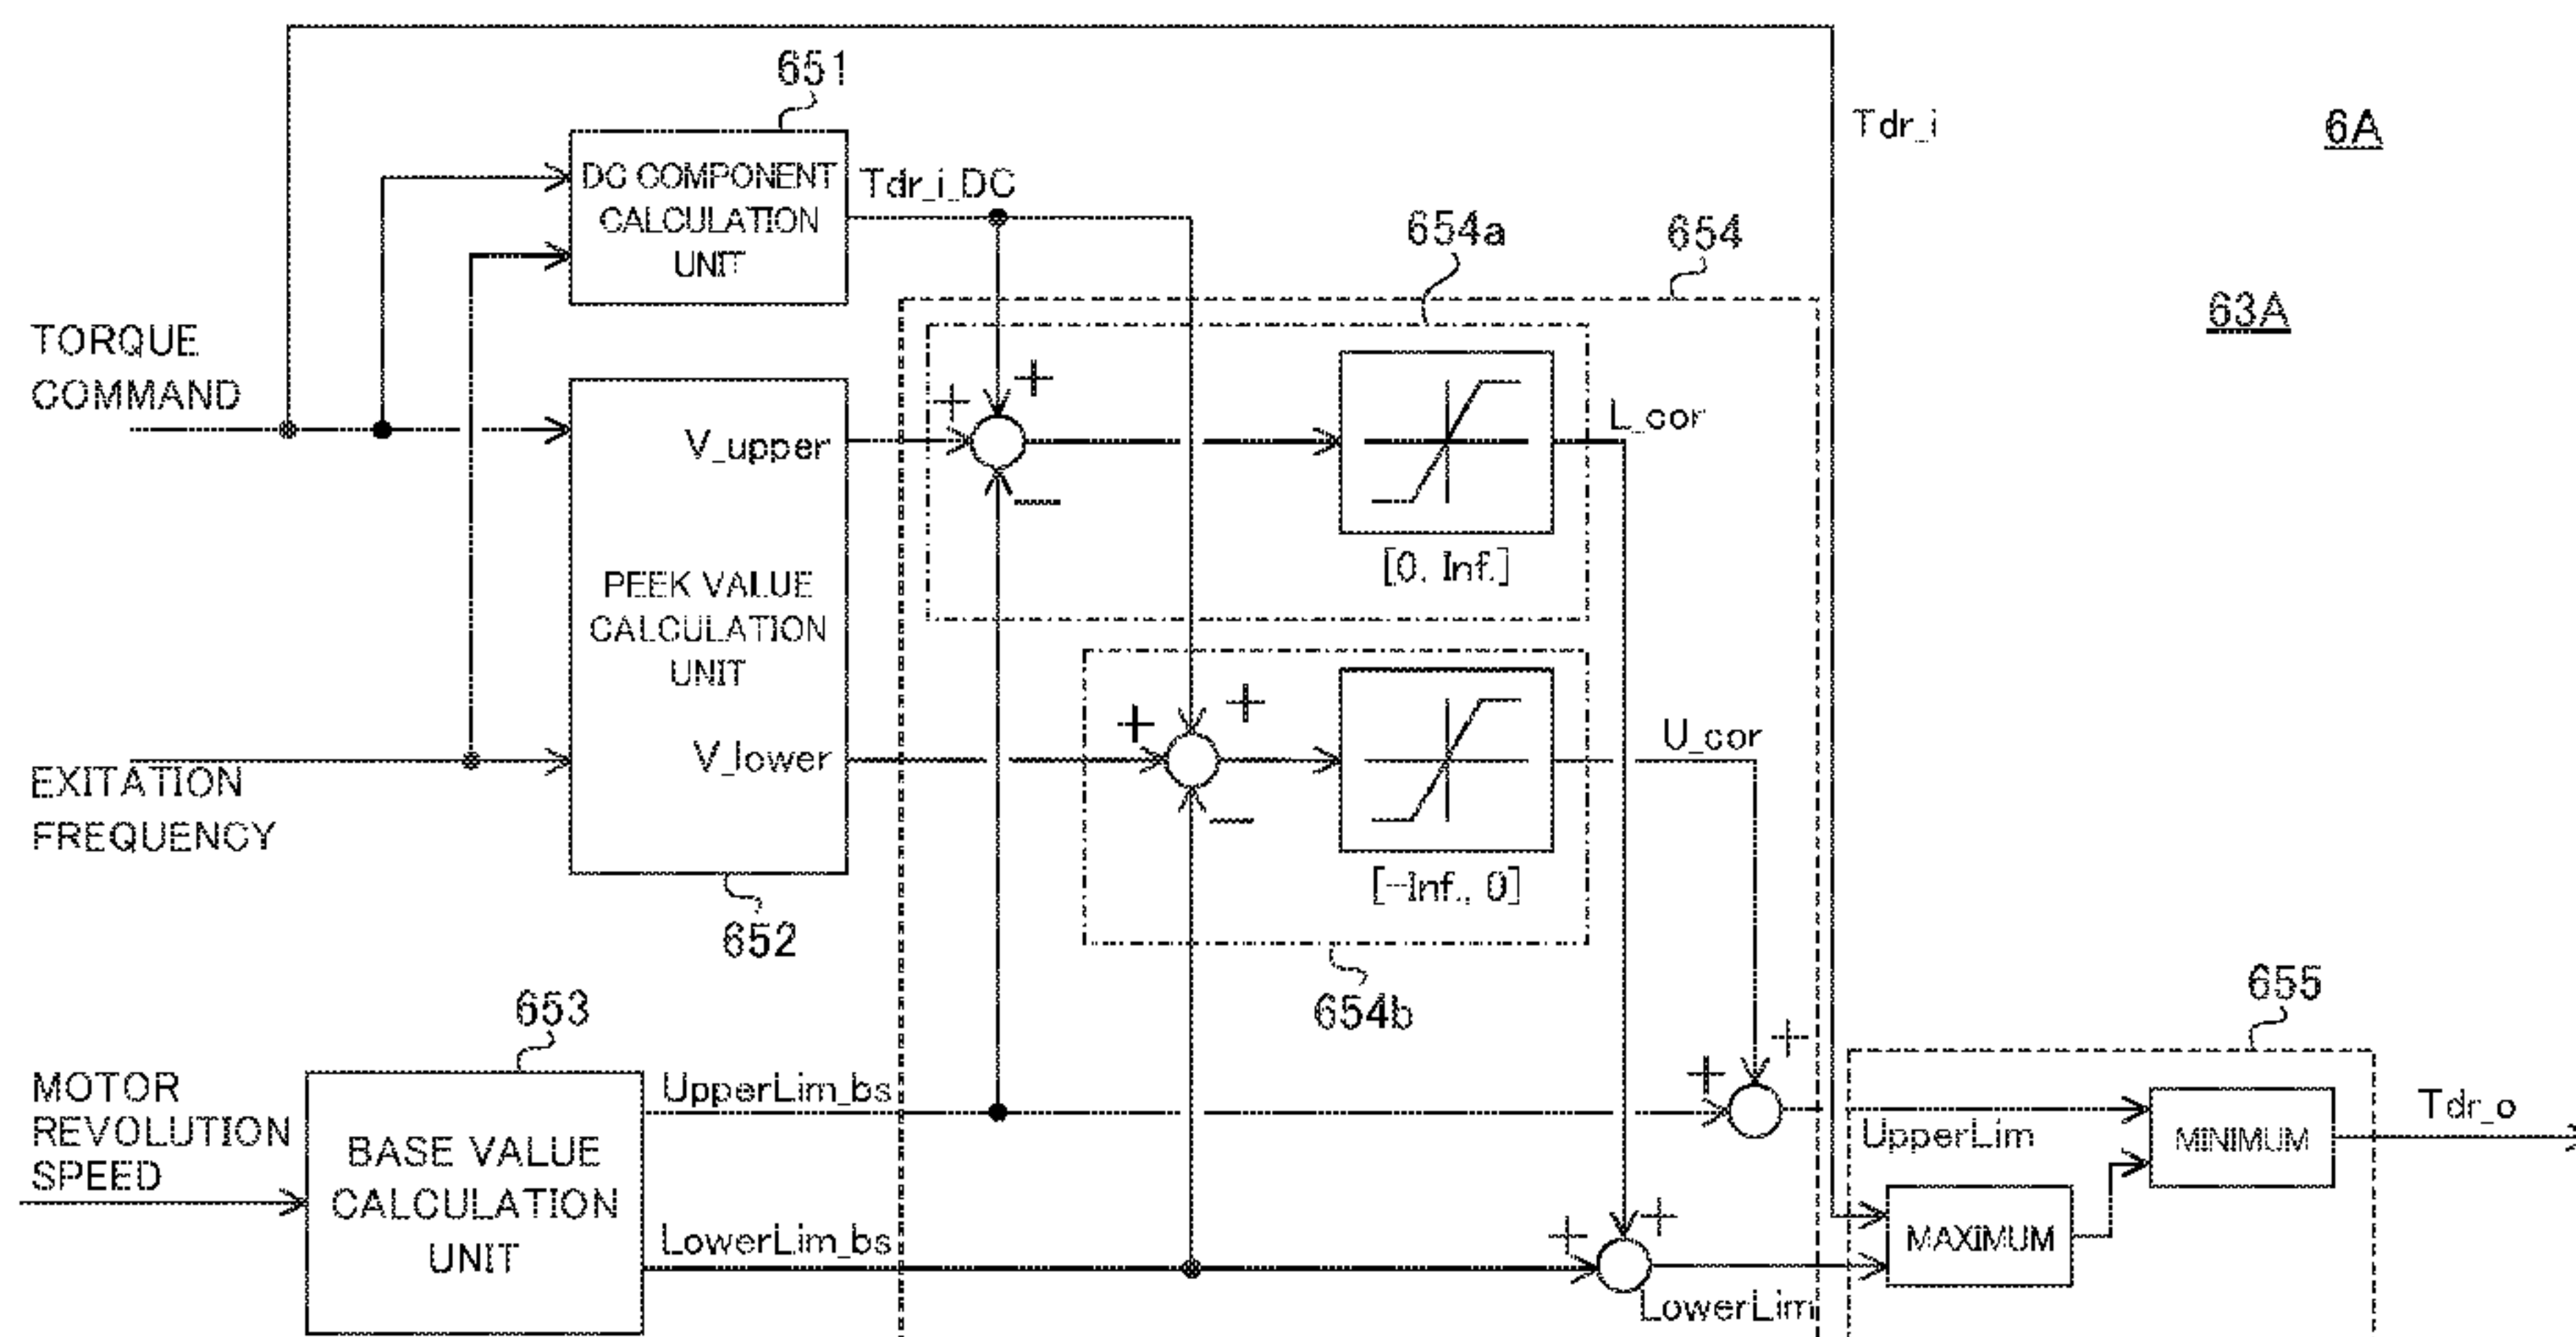 651
Tdr_i
6A
DC COMPONENT
CALCULATION
UNIT
Tdr_i_DC
654a
654
63A
TORQUE
COMMAND
+
+
V_upper
L_cor
—
[0, Inf.]
PEEK VALUE
CALCULATION
UNIT
+
+
V_lower
U_cor
EXITATION
FREQUENCY
—
[-Inf., 0]
652
654b
653
655
MOTOR
REVOLUTION
SPEED
UpperLim_bs
+
+
Tdr_o
BASE VALUE
CALCULATION
UNIT
UpperLim
MINIMUM
LowerLim_bs
+
+
MAXIMUM
LowerLim